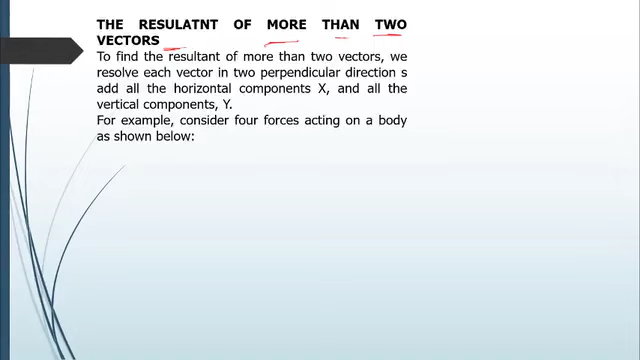 THE RESULATNT OF MORE THAN TWO
VECTORS
To find the resultant of more than two vectors, we
resolve each vector in two perpendicular direction s
add all the horizontal components X, and all the
vertical components, Y.
For example, consider four forces acting on a body
as shown below: